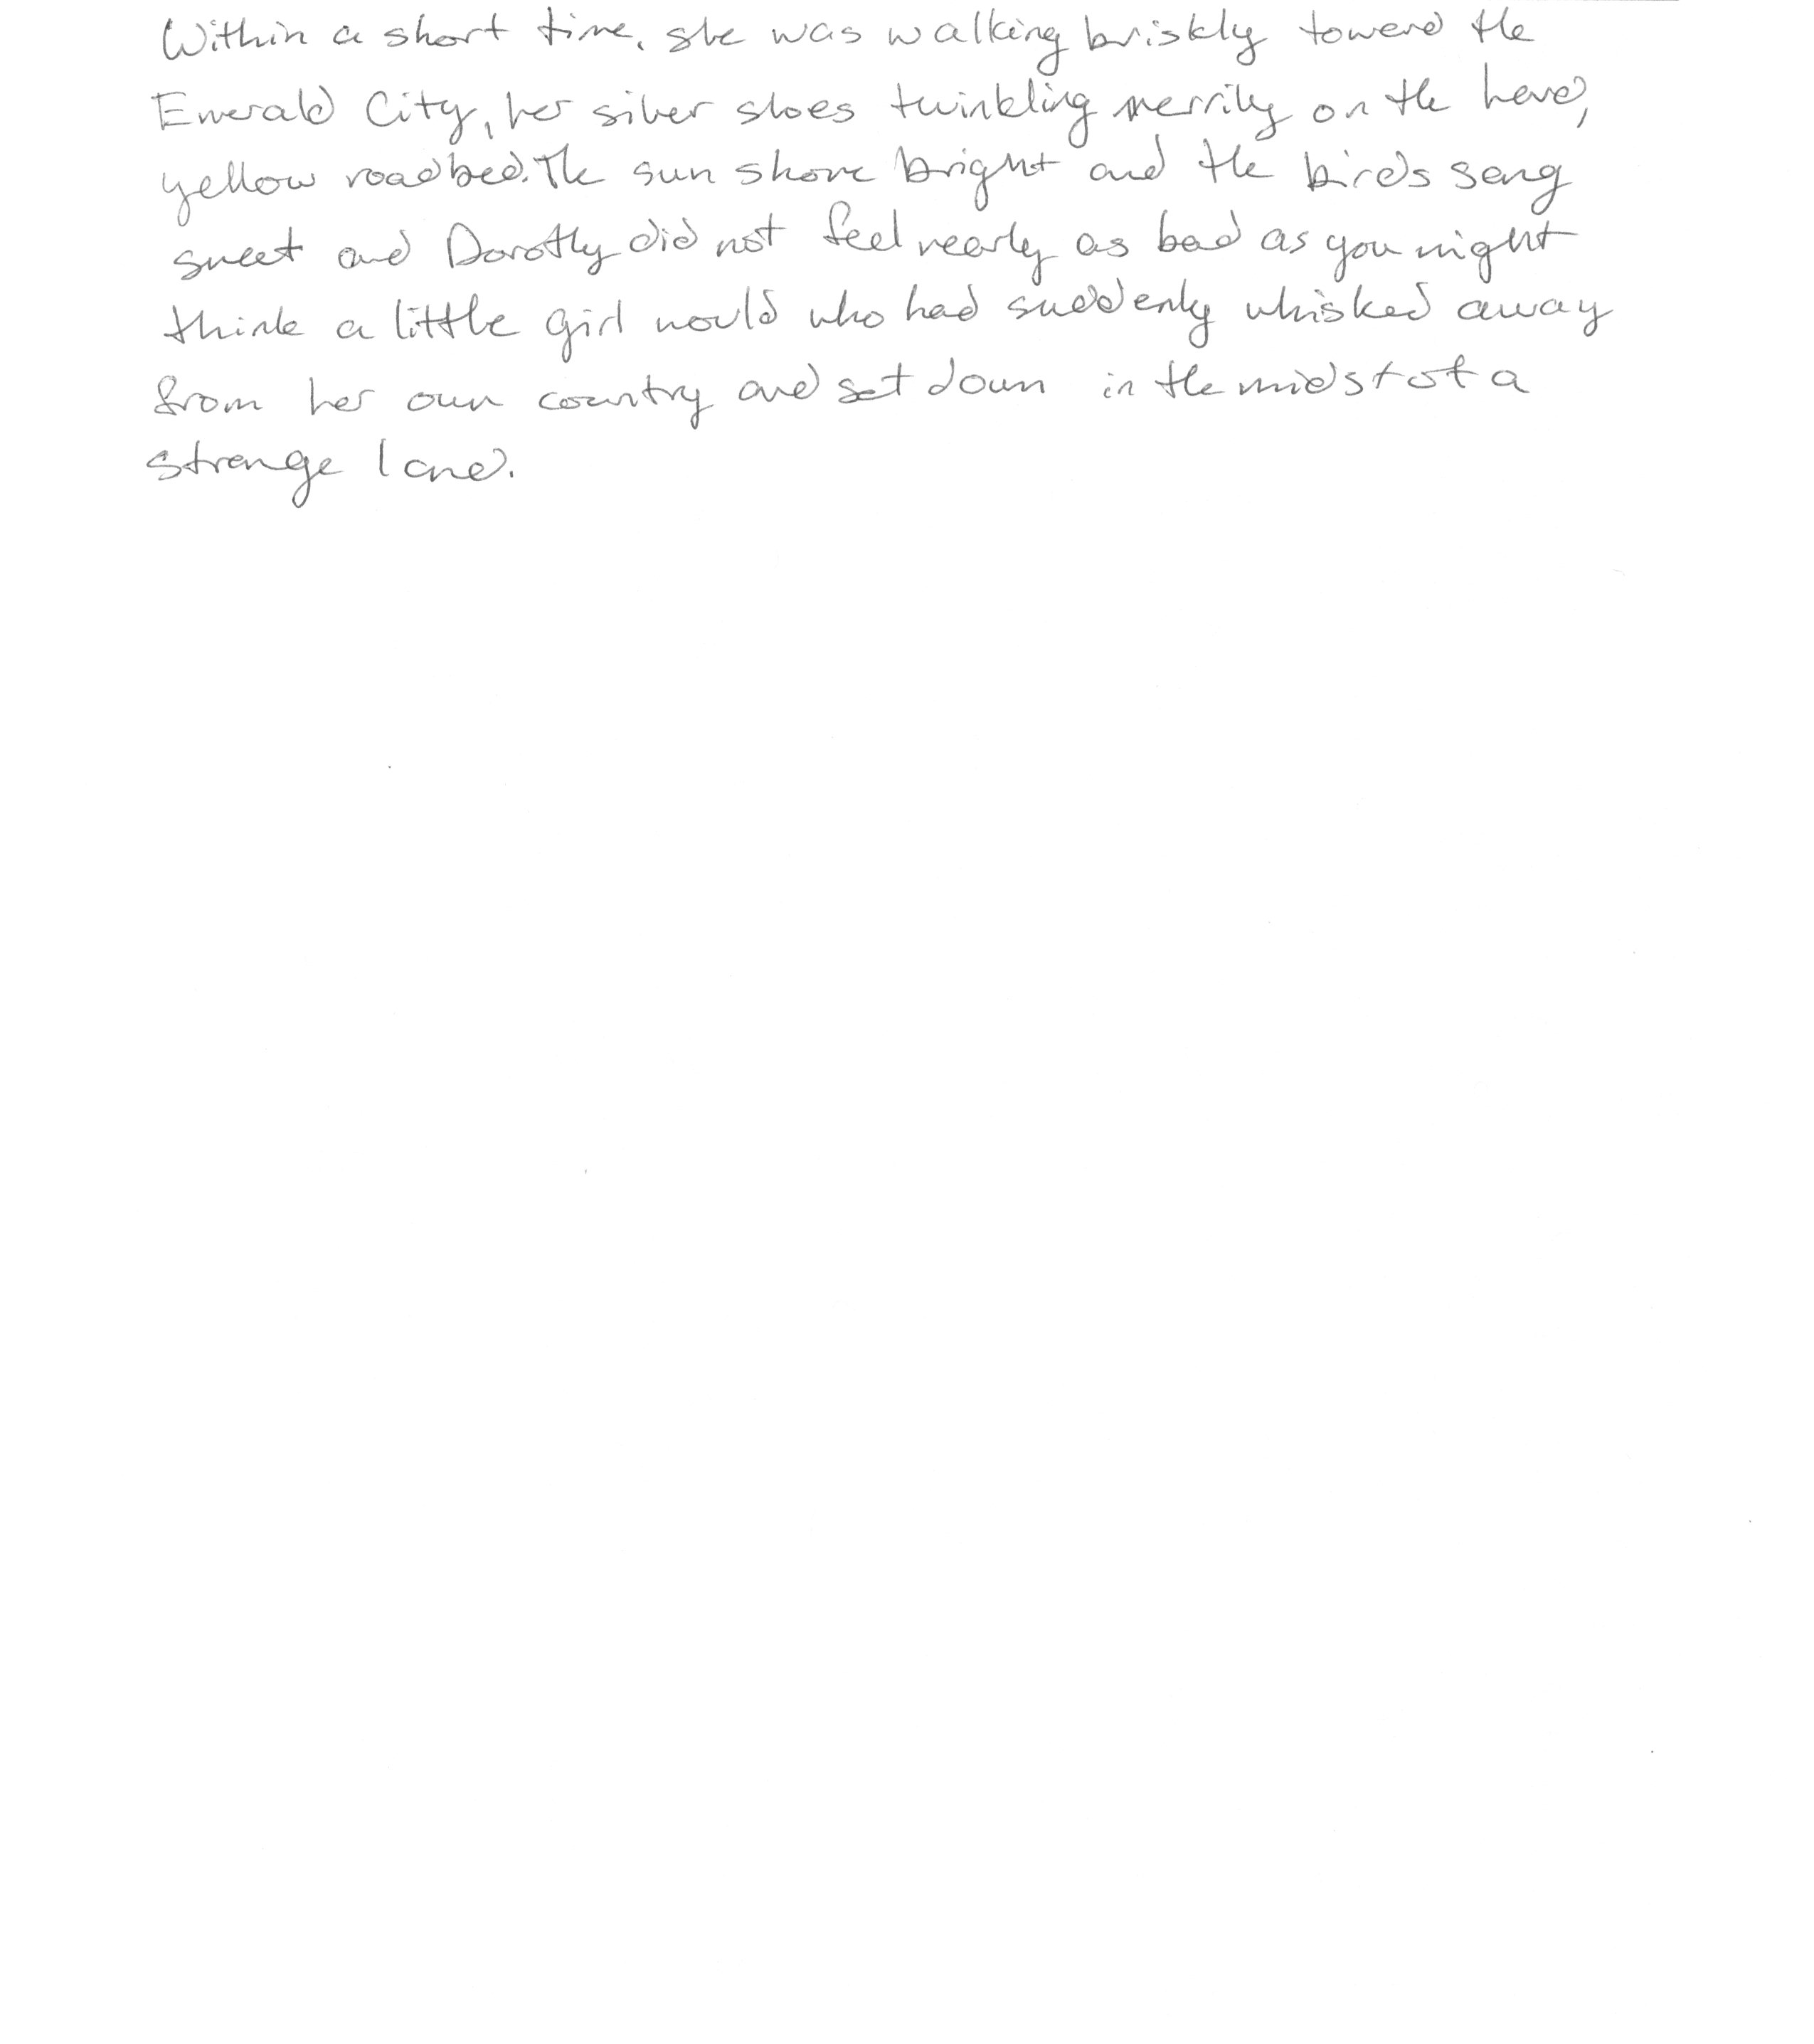 Within a short time, she was walking briskly toward the
Emerald City, her silver shoes twinkling merrily on the hard,
yellow roadbed. The sun shone bright and the birds sang
sweet and Dorothy did not feel nearly as bad as you might
think a little girl would who had suddenly whisked away
from her own country and set down in the midst of a
strange land.